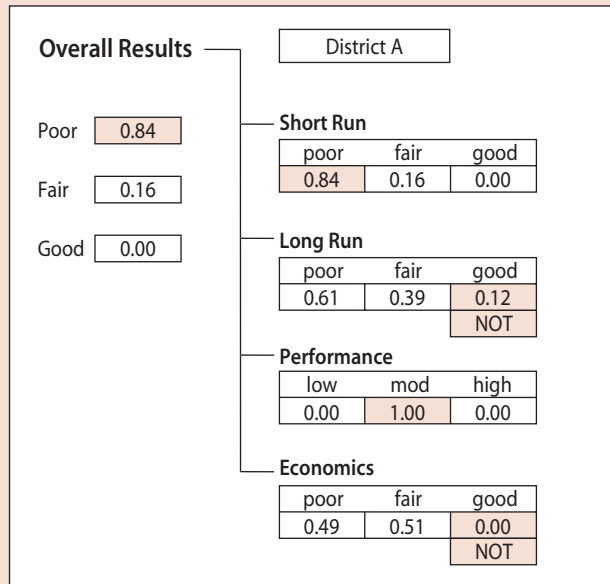 Overall Results
District A
Poor 0.84
Fair 0.16
Good 0.00
Short Run
poor fair good
0.84 0.16 0.00
Long Run
poor fair good
0.61 0.39 0.12
NOT
Performance
low mod high
0.00 1.00 0.00
Economics
poor fair good
0.49 0.51 0.00
NOT